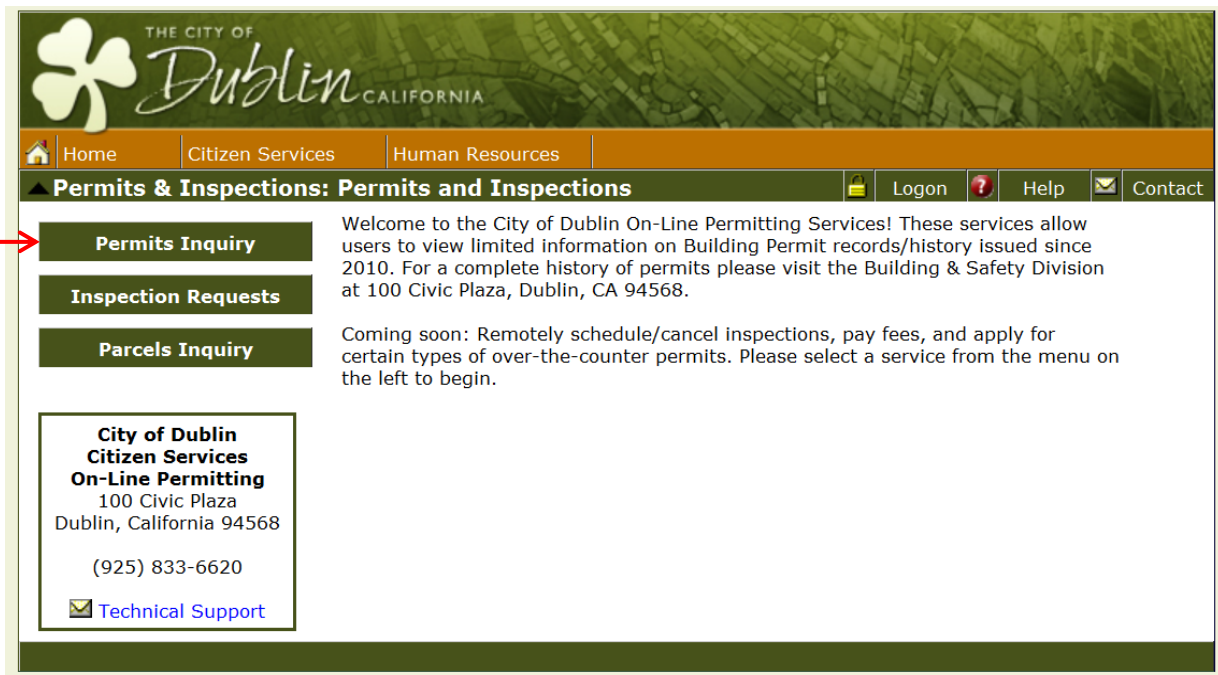 THE CITY OF
Dublin
CALIFORNIA
Home Citizen Services Human Resources
Permits & Inspections: Permits and Inspections Logon ? Help Contact
Permits Inquiry
Inspection Requests
Parcels Inquiry
Welcome to the City of Dublin On-Line Permitting Services! These services allow
users to view limited information on Building Permit records/history issued since
2010. For a complete history of permits please visit the Building & Safety Division
at 100 Civic Plaza, Dublin, CA 94568.
Coming soon: Remotely schedule/cancel inspections, pay fees, and apply for
certain types of over-the-counter permits. Please select a service from the menu on
the left to begin.
City of Dublin
Citizen Services
On-Line Permitting
100 Civic Plaza
Dublin, California 94568
(925) 833-6620
Technical Support